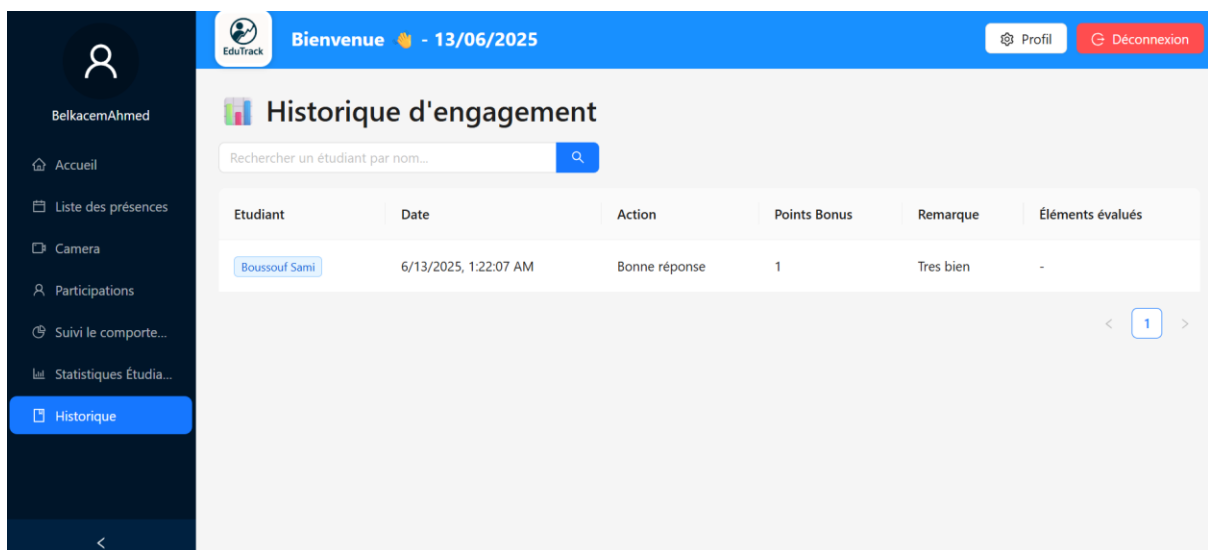 EduTrack
Bienvenue 👋 - 13/06/2025
Profil
Déconnexion
BelkacemAhmed
Accueil
Liste des présences
Camera
Participations
Suivi le comporte...
Statistiques Étudia...
Historique
<
📊 Historique d'engagement
Rechercher un étudiant par nom...
Etudiant Date Action Points Bonus Remarque Éléments évalués
Boussouf Sami 6/13/2025, 1:22:07 AM Bonne réponse 1 Tres bien -
< 1 >